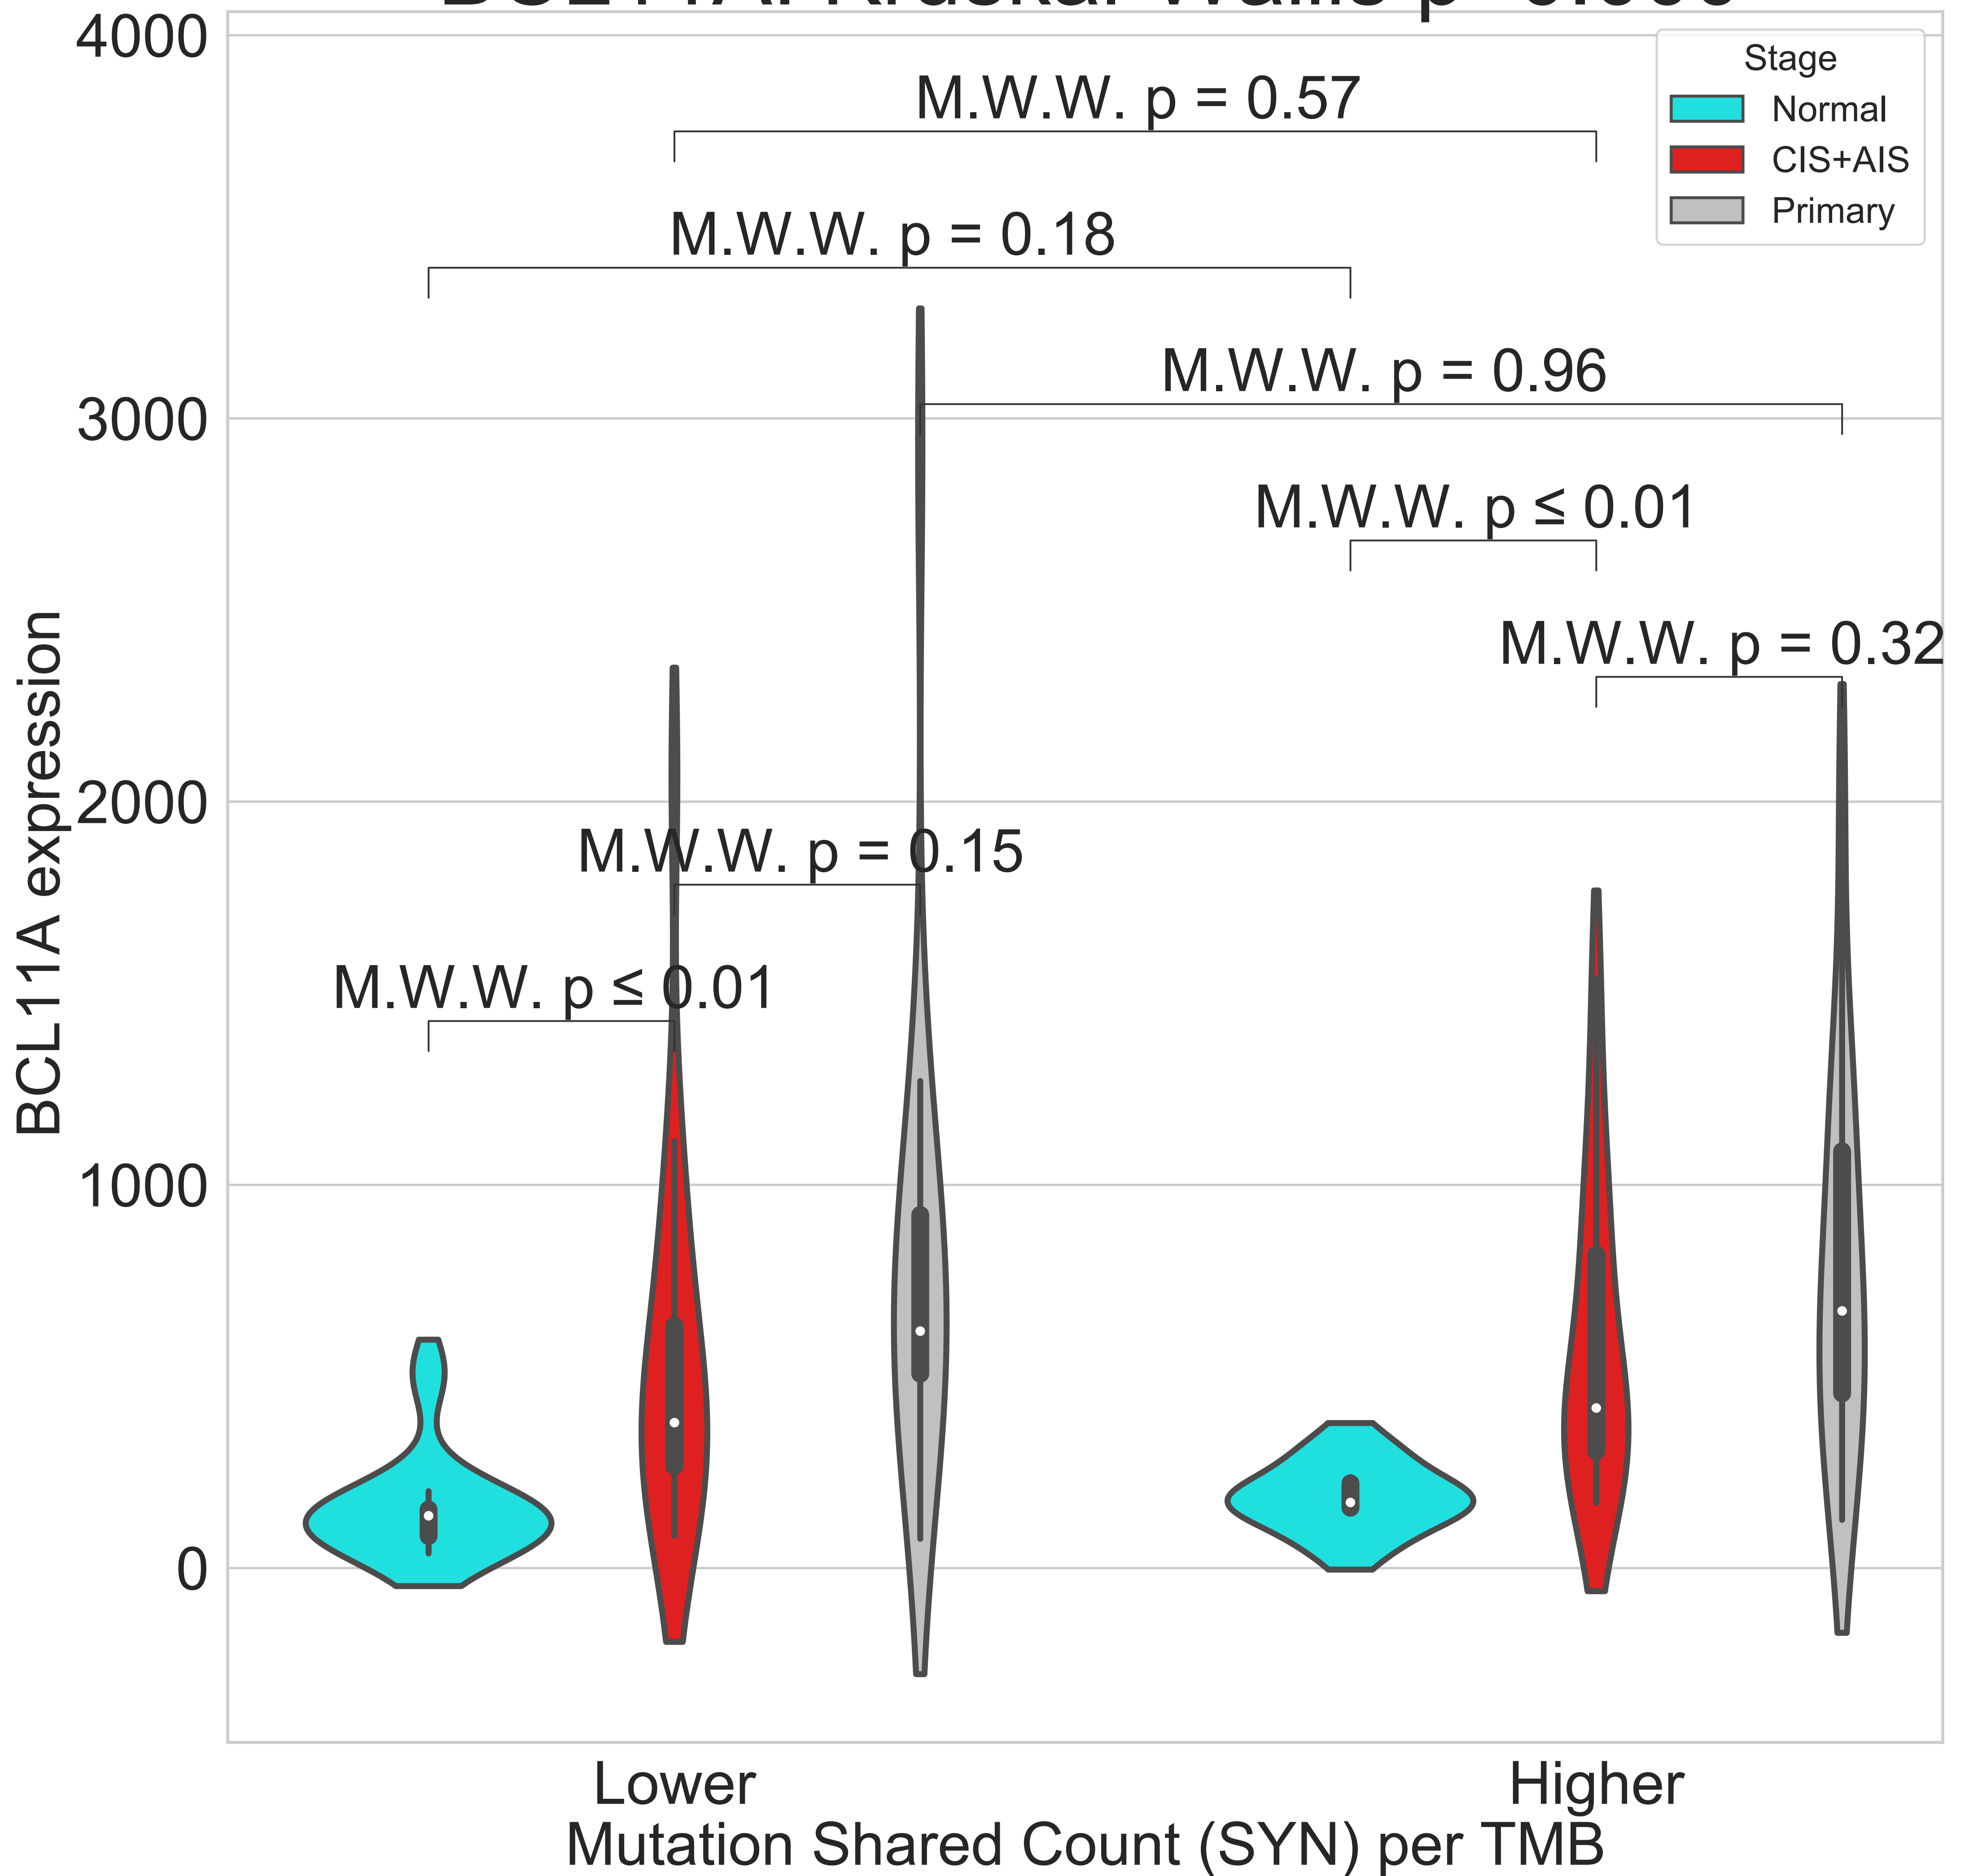 4000
3000
2000
1000
0
BCL11A expression
Stage
Normal
CIS+AIS
Primary
M.W.W. p = 0.57
M.W.W. p = 0.18
M.W.W. p = 0.96
M.W.W. p ≤ 0.01
M.W.W. p = 0.32
M.W.W. p = 0.15
M.W.W. p ≤ 0.01
Lower
Higher
Mutation Shared Count (SYN) per TMB